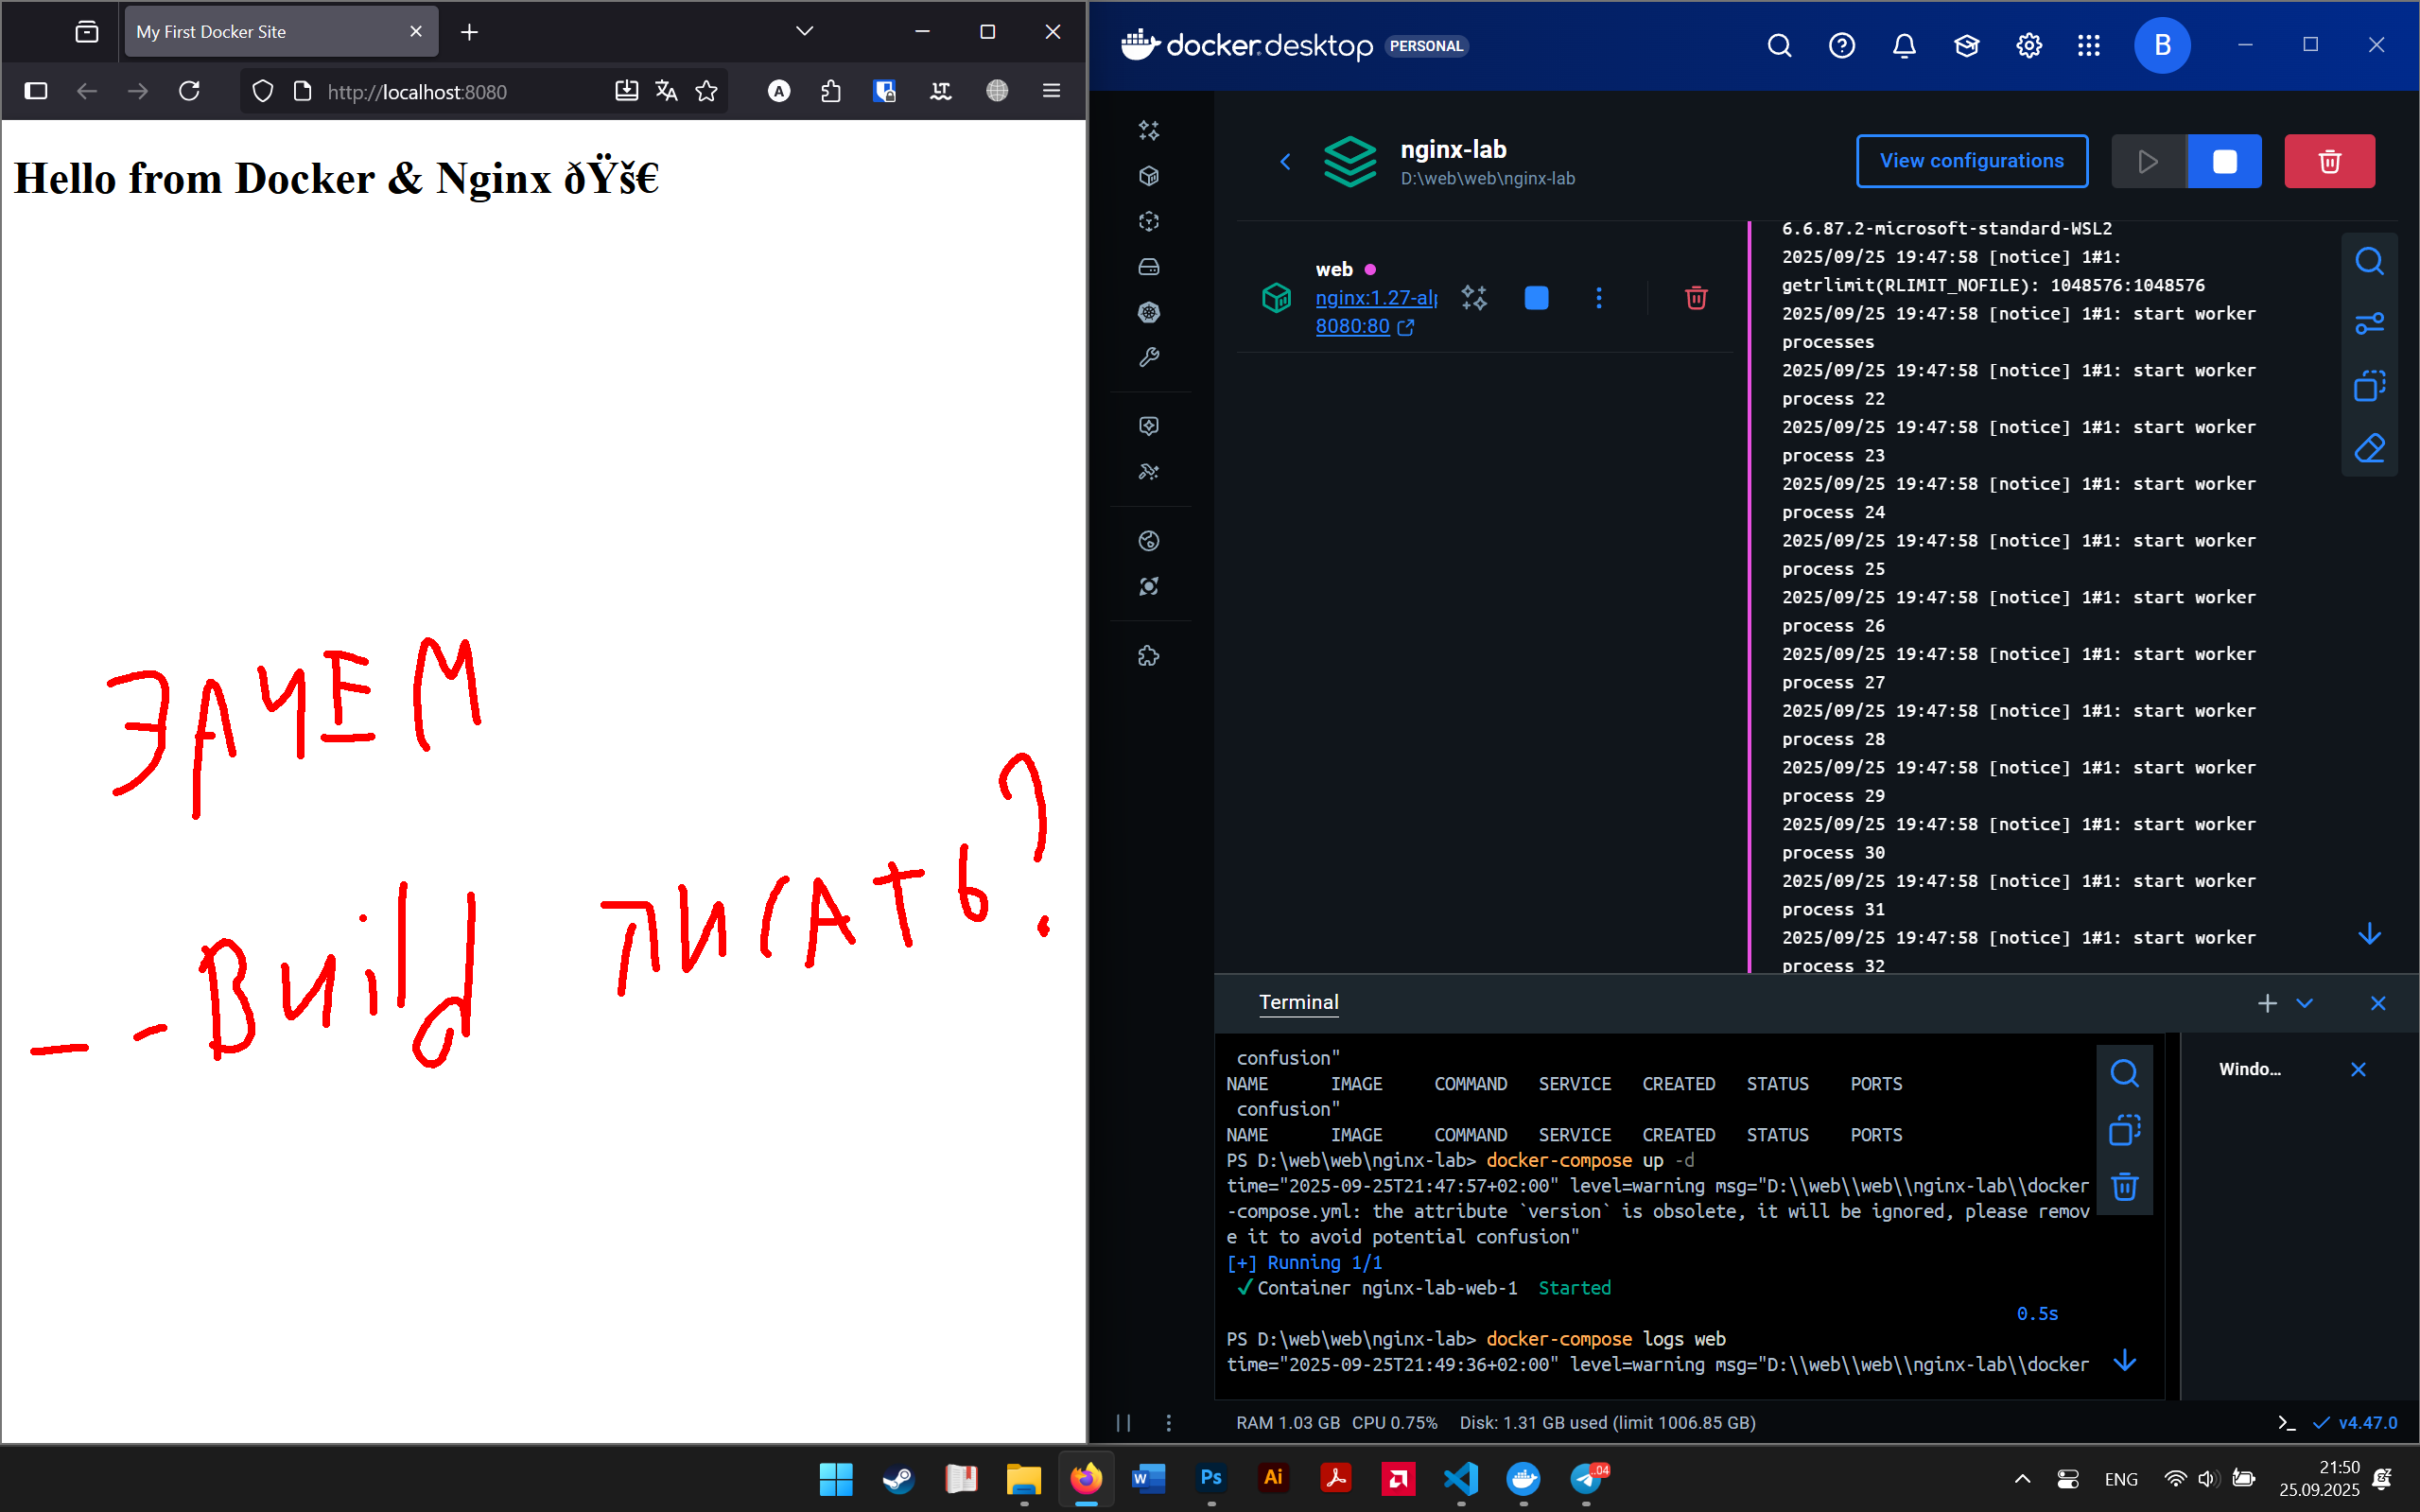 My First Docker Site
http://localhost:8080
Hello from Docker & Nginx ðŸš€
ЗАЧЕМ
--Build ПИСАТЬ?
docker.desktop PERSONAL
B
nginx-lab
D:\web\web\nginx-lab
View configurations
web
nginx:1.27-alp
8080:80
6.6.87.2-microsoft-standard-WSL2
2025/09/25 19:47:58 [notice] 1#1:
getrlimit(RLIMIT_NOFILE): 1048576:1048576
2025/09/25 19:47:58 [notice] 1#1: start worker
processes
2025/09/25 19:47:58 [notice] 1#1: start worker
process 22
2025/09/25 19:47:58 [notice] 1#1: start worker
process 23
2025/09/25 19:47:58 [notice] 1#1: start worker
process 24
2025/09/25 19:47:58 [notice] 1#1: start worker
process 25
2025/09/25 19:47:58 [notice] 1#1: start worker
process 26
2025/09/25 19:47:58 [notice] 1#1: start worker
process 27
2025/09/25 19:47:58 [notice] 1#1: start worker
process 28
2025/09/25 19:47:58 [notice] 1#1: start worker
process 29
2025/09/25 19:47:58 [notice] 1#1: start worker
process 30
2025/09/25 19:47:58 [notice] 1#1: start worker
process 31
2025/09/25 19:47:58 [notice] 1#1: start worker
process 32
Terminal
Windo...
confusion"
NAME IMAGE COMMAND SERVICE CREATED STATUS PORTS
confusion"
NAME IMAGE COMMAND SERVICE CREATED STATUS PORTS
PS D:\web\web\nginx-lab> docker-compose up -d
time="2025-09-25T21:47:57+02:00" level=warning msg="D:\\web\\web\\nginx-lab\\docker
-compose.yml: the attribute `version` is obsolete, it will be ignored, please remov
e it to avoid potential confusion"
[+] Running 1/1
✓Container nginx-lab-web-1 Started
0.5s
PS D:\web\web\nginx-lab> docker-compose logs web
time="2025-09-25T21:49:36+02:00" level=warning msg="D:\\web\\web\\nginx-lab\\docker
RAM 1.03 GB CPU 0.75% Disk: 1.31 GB used (limit 1006.85 GB)
v4.47.0
Ps Ai
..04
ENG
21:50
25.09.2025